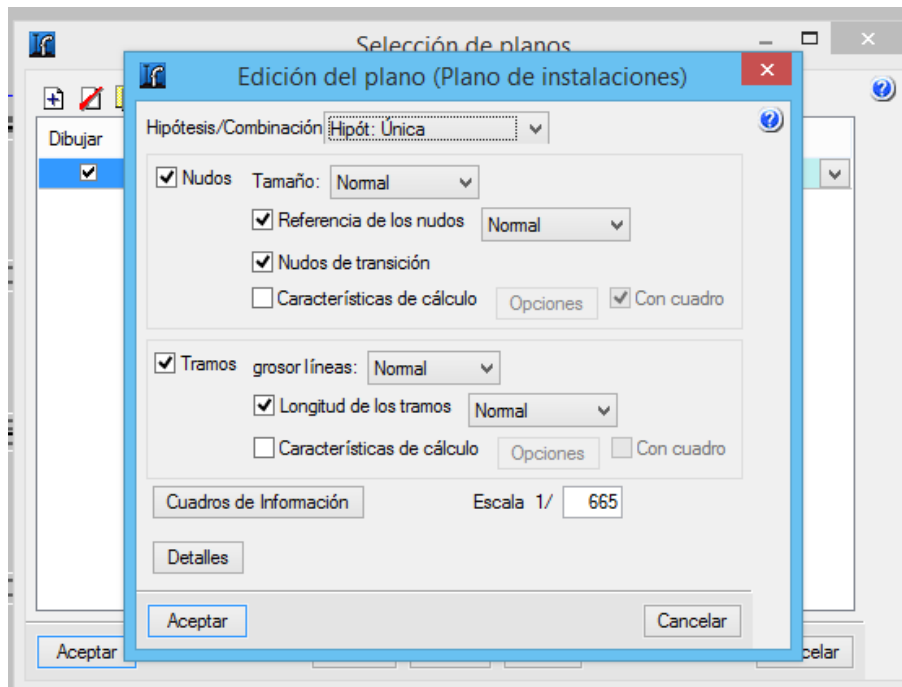 Selección de planos
Edición del plano (Plano de instalaciones)
Dibujar
Hipótesis/Combinación Hipót: Única
Nudos Tamaño: Normal
Referencia de los nudos Normal
Nudos de transición
Características de cálculo Opciones Con cuadro
Tramos grosor líneas: Normal
Longitud de los tramos Normal
Características de cálculo Opciones Con cuadro
Cuadros de Información Escala 1/ 665
Detalles
Aceptar Cancelar
Aceptar celar